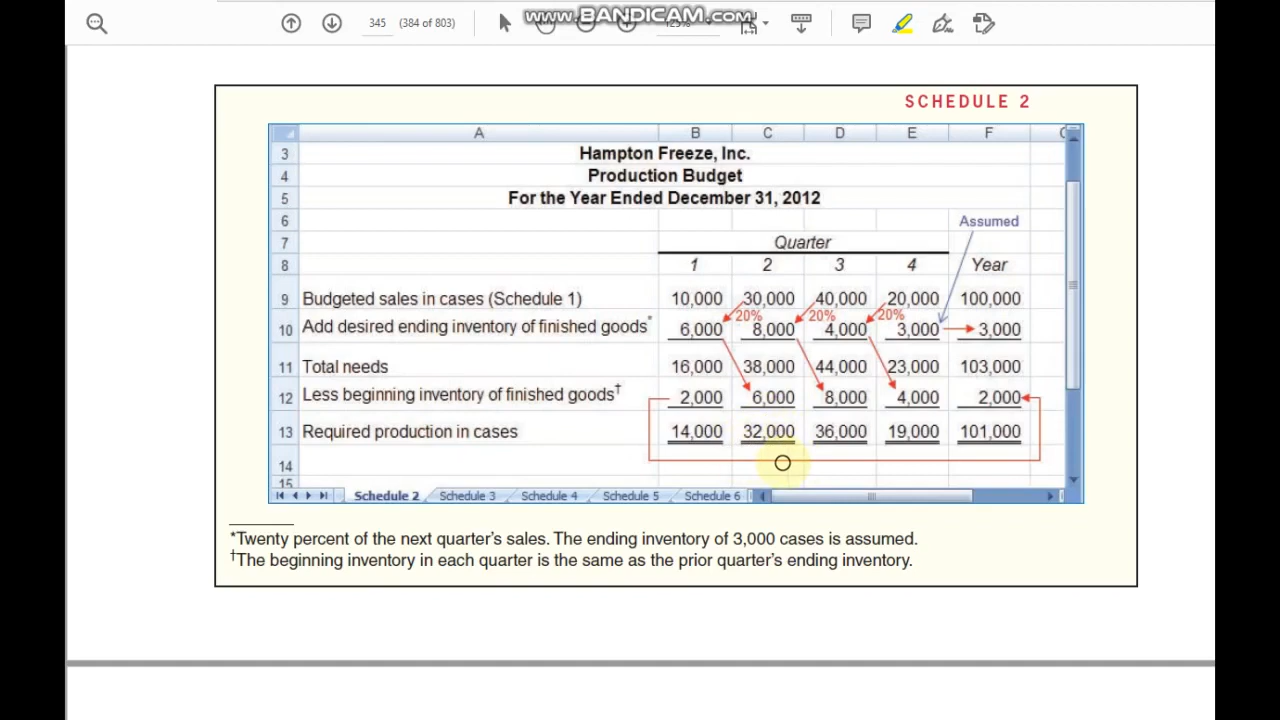 www.BANDICAM.com
345 (384 of 803)
SCHEDULE 2
A B C D E F
3 Hampton Freeze, Inc.
4 Production Budget
5 For the Year Ended December 31, 2012
6 Assumed
7 Quarter
8 1 2 3 4 Year
9 Budgeted sales in cases (Schedule 1) 10,000 30,000 40,000 20,000 100,000
20% 20% 20%
10 Add desired ending inventory of finished goods* 6,000 8,000 4,000 3,000 3,000
11 Total needs 16,000 38,000 44,000 23,000 103,000
12 Less beginning inventory of finished goods† 2,000 6,000 8,000 4,000 2,000
13 Required production in cases 14,000 32,000 36,000 19,000 101,000
14
15
Schedule 2 Schedule 3 Schedule 4 Schedule 5 Schedule 6
*Twenty percent of the next quarter's sales. The ending inventory of 3,000 cases is assumed.
†The beginning inventory in each quarter is the same as the prior quarter's ending inventory.